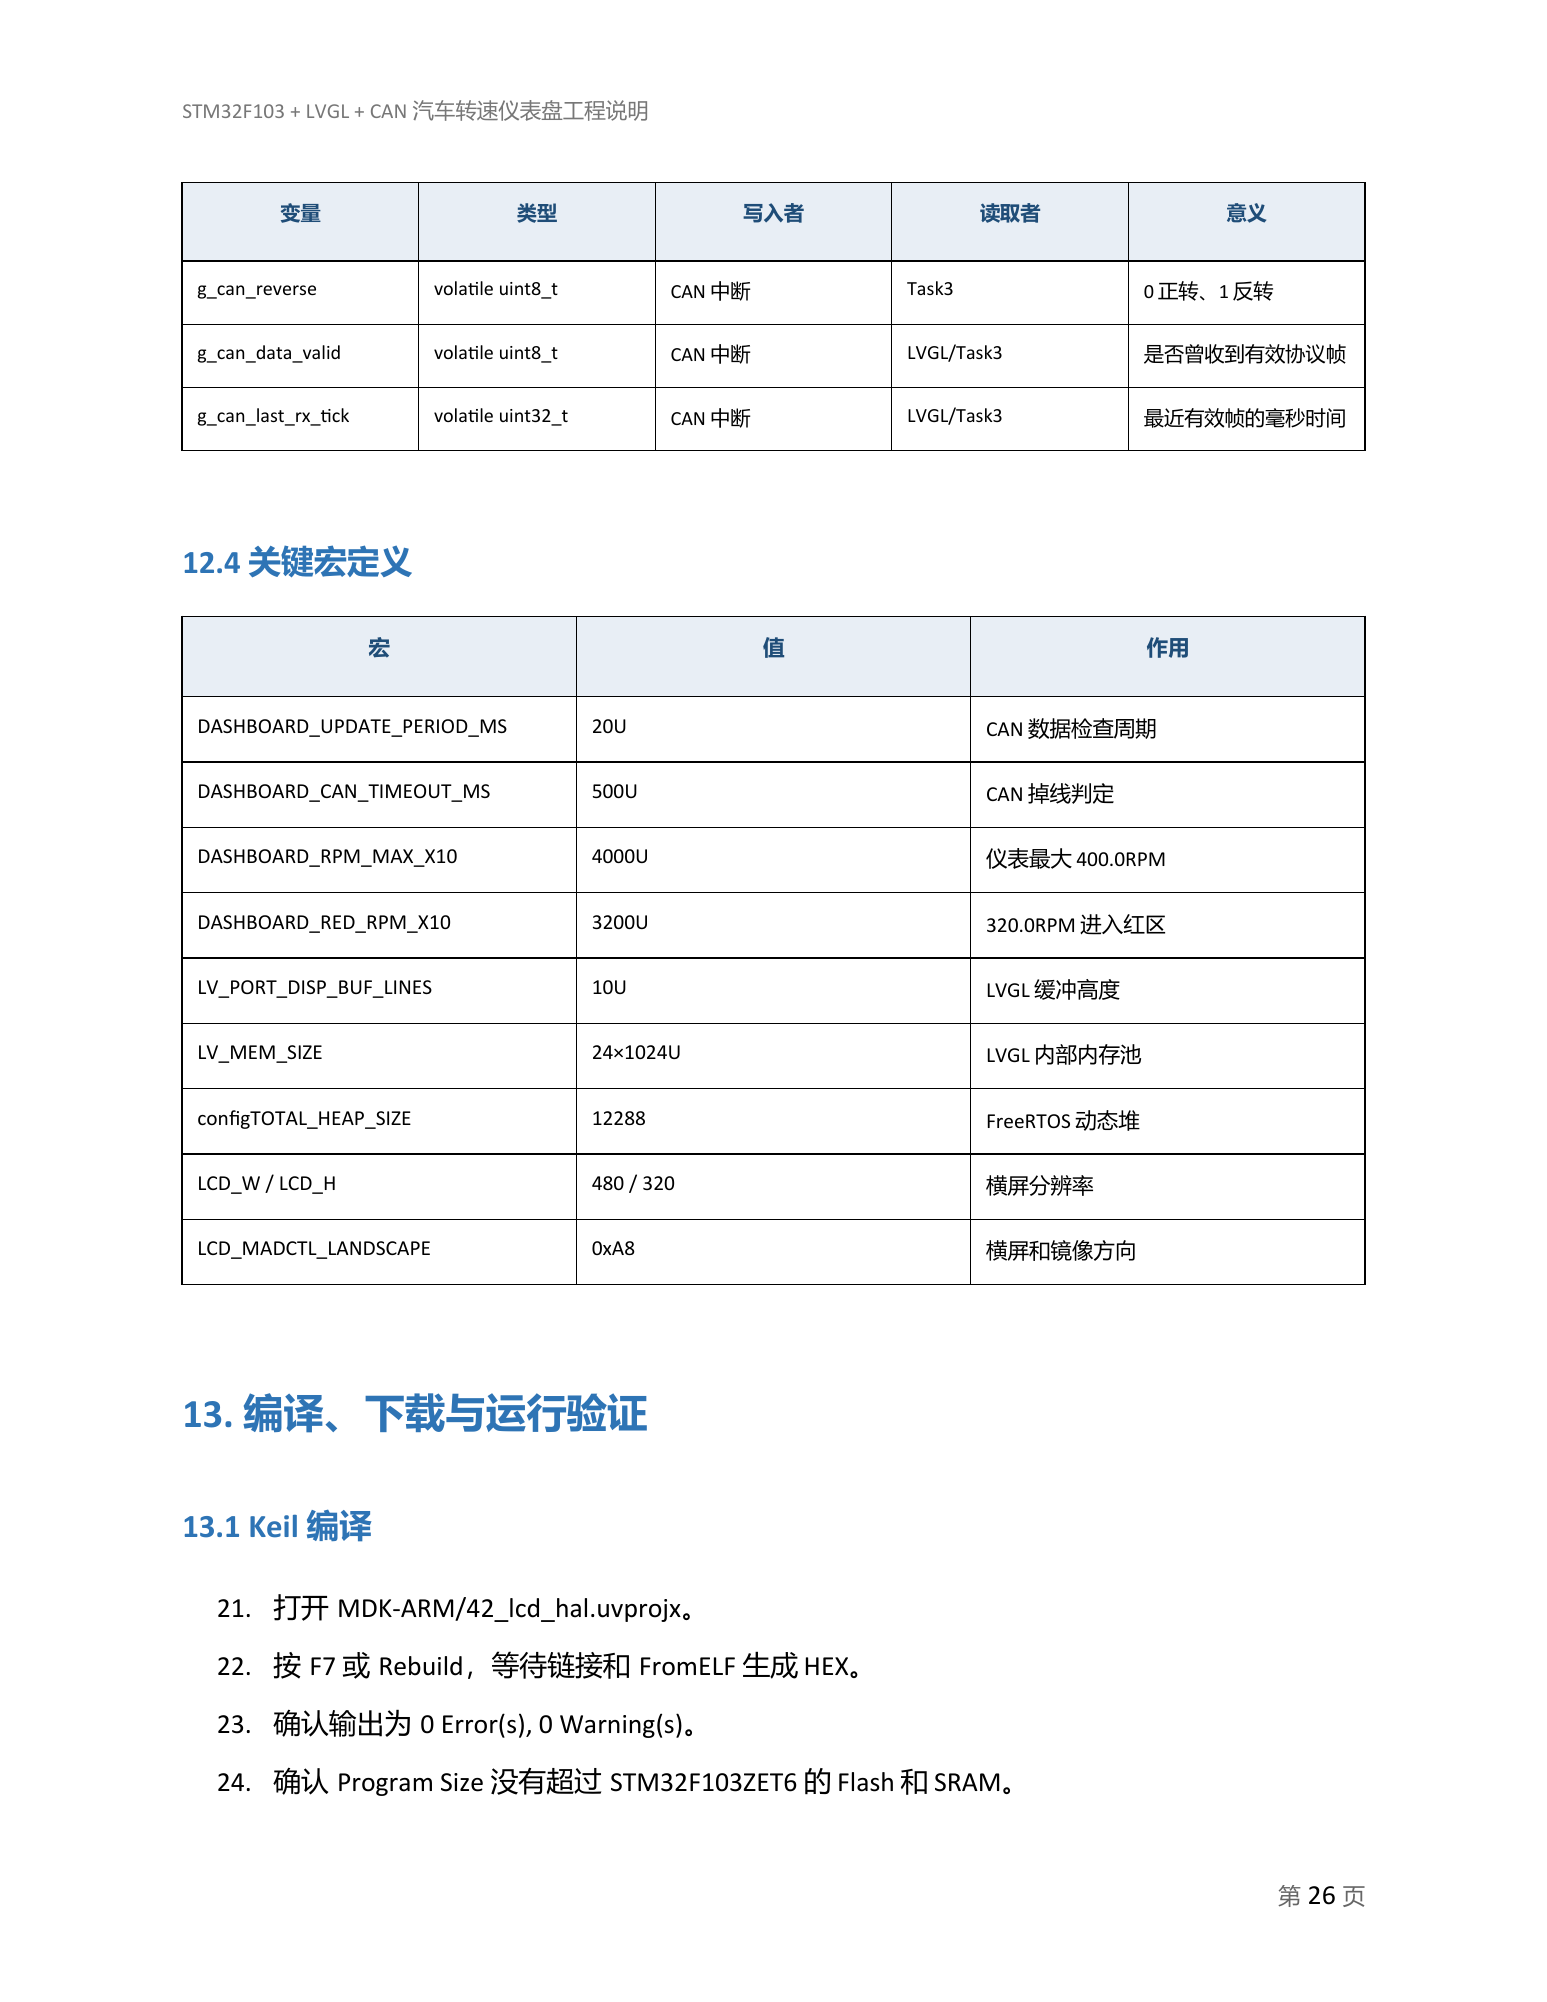 STM32F103 + LVGL + CAN 汽车转速仪表盘工程说明
变量 类型 写入者 读取者 意义
g_can_reverse volatile uint8_t CAN 中断 Task3 0 正转、1 反转
g_can_data_valid volatile uint8_t CAN 中断 LVGL/Task3 是否曾收到有效协议帧
g_can_last_rx_tick volatile uint32_t CAN 中断 LVGL/Task3 最近有效帧的毫秒时间
12.4 关键宏定义
宏 值 作用
DASHBOARD_UPDATE_PERIOD_MS 20U CAN 数据检查周期
DASHBOARD_CAN_TIMEOUT_MS 500U CAN 掉线判定
DASHBOARD_RPM_MAX_X10 4000U 仪表最大 400.0RPM
DASHBOARD_RED_RPM_X10 3200U 320.0RPM 进入红区
LV_PORT_DISP_BUF_LINES 10U LVGL 缓冲高度
LV_MEM_SIZE 24×1024U LVGL 内部内存池
configTOTAL_HEAP_SIZE 12288 FreeRTOS 动态堆
LCD_W / LCD_H 480 / 320 横屏分辨率
LCD_MADCTL_LANDSCAPE 0xA8 横屏和镜像方向
13. 编译、下载与运行验证
13.1 Keil 编译
21. 打开 MDK-ARM/42_lcd_hal.uvprojx。
22. 按 F7 或 Rebuild，等待链接和 FromELF 生成 HEX。
23. 确认输出为 0 Error(s), 0 Warning(s)。
24. 确认 Program Size 没有超过 STM32F103ZET6 的 Flash 和 SRAM。
第 26 页